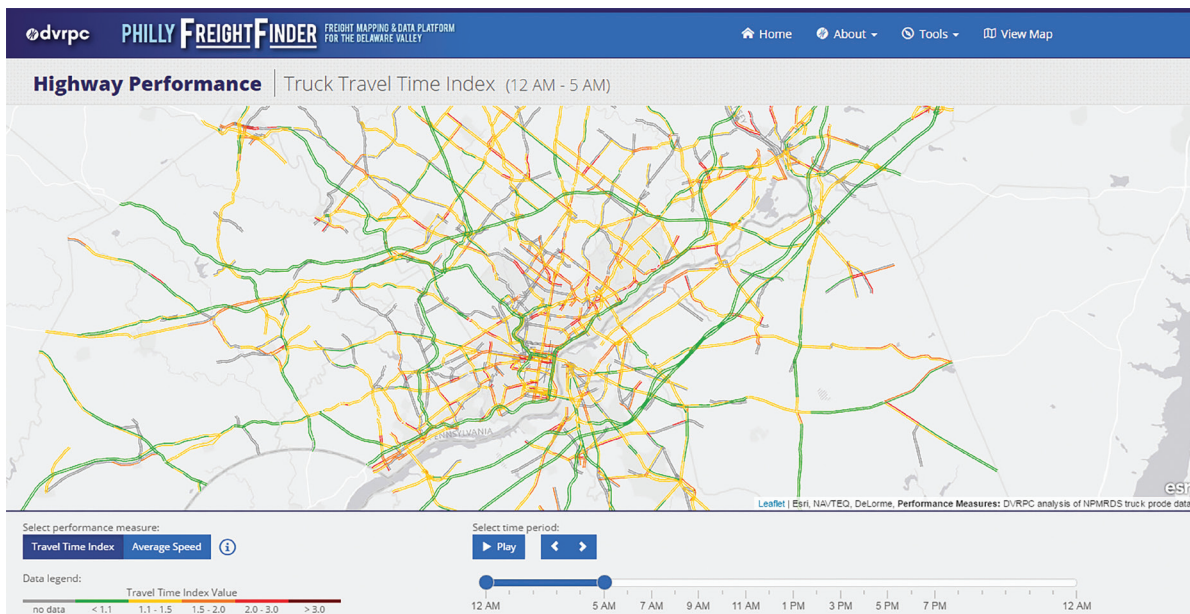 dvrpc PHILLY FREIGHTFINDER FREIGHT MAPPING & DATA PLATFORM
FOR THE DELAWARE VALLEY
Home About Tools View Map
Highway Performance Truck Travel Time Index (12 AM - 5 AM)
PENNSYLVANIA
esri
Leaflet | Esri, NAVTEQ, DeLorme, Performance Measures: DVRPC analysis of NPMRDS truck prode data
Select performance measure:
Travel Time Index Average Speed
Data legend:
Travel Time Index Value
no data < 1.1 1.1 - 1.5 1.5 - 2.0 2.0 - 3.0 > 3.0
Select time period:
Play
12 AM 5 AM 7 AM 9 AM 11 AM 1 PM 3 PM 5 PM 7 PM 12 AM